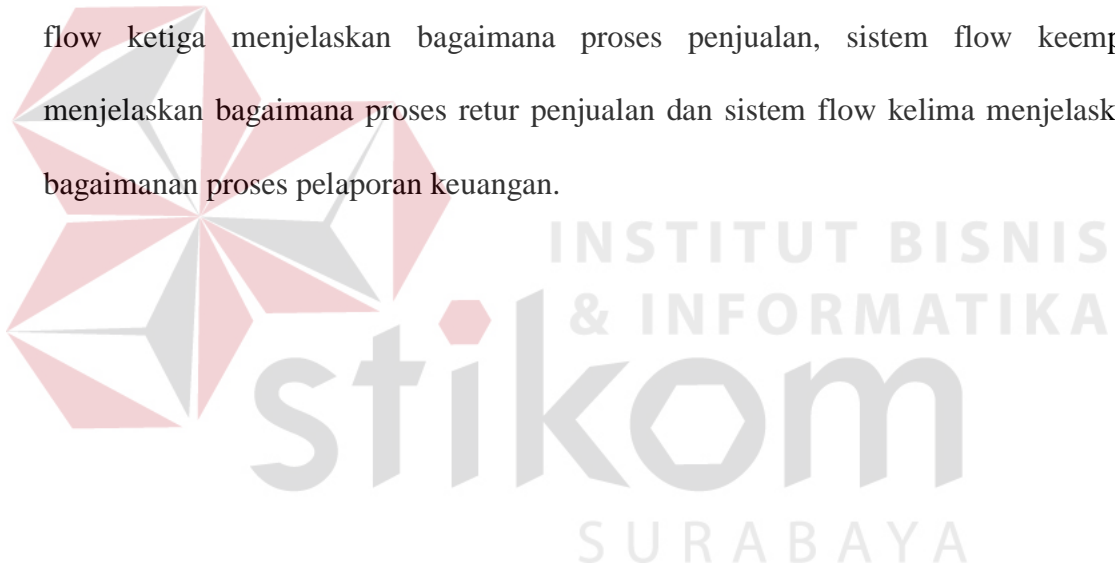 flow ketiga menjelaskan bagaimana proses penjualan, sistem flow keemp
menjelaskan bagaimana proses retur penjualan dan sistem flow kelima menjelask
bagaimanan proses pelaporan keuangan.
INSTITUT BISNIS
& INFORMATIKA
stikom
SURABAYA